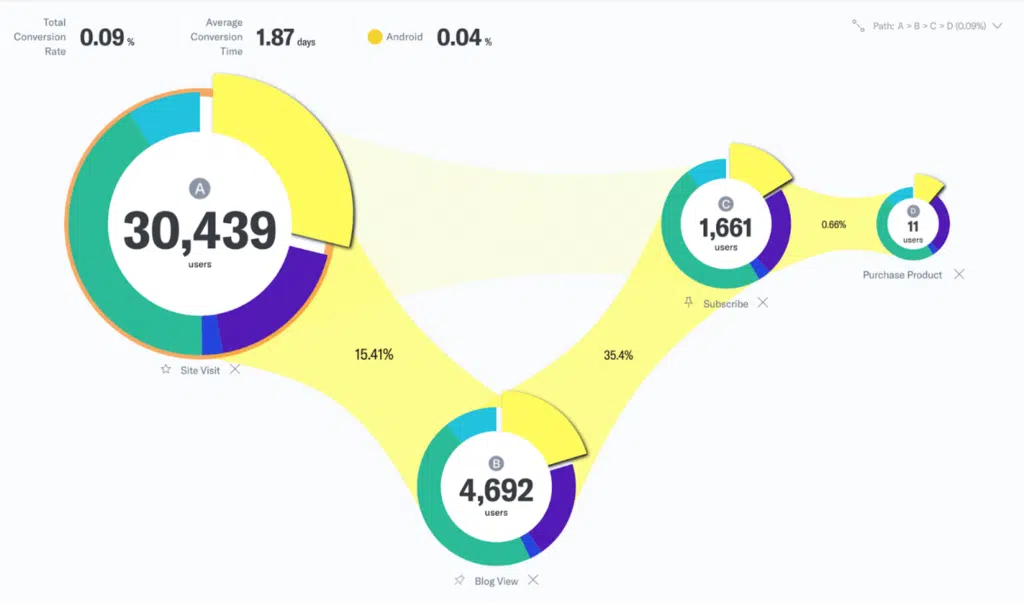 Total
Conversion
Rate
0.09 %
Average
Conversion
Time
1.87 days
Android
0.04 %
Path: A > B > C > D (0.09%)
A
30,439
users
Site Visit
15.41%
B
4,692
users
Blog View
35.4%
C
1,661
users
Subscribe
0.66%
D
11
users
Purchase Product